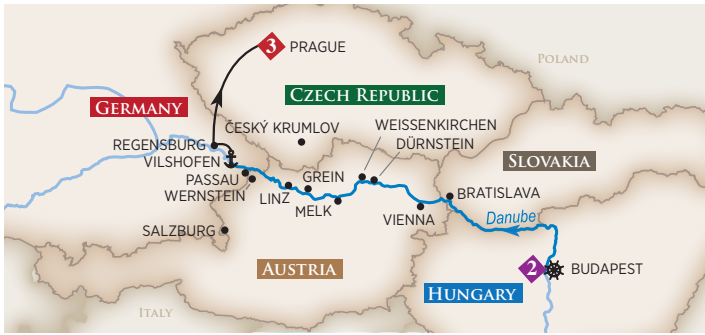 3 PRAGUE
POLAND
GERMANY
CZECH REPUBLIC
ČESKÝ KRUMLOV
WEISSENKIRCHEN
DÜRNSTEIN
REGENSBURG
VILSHOFEN
PASSAU
WERNSTEIN
GREIN
LINZ
MELK
SLOVAKIA
BRATISLAVA
VIENNA
Danube
SALZBURG
AUSTRIA
2 BUDAPEST
HUNGARY
ITALY